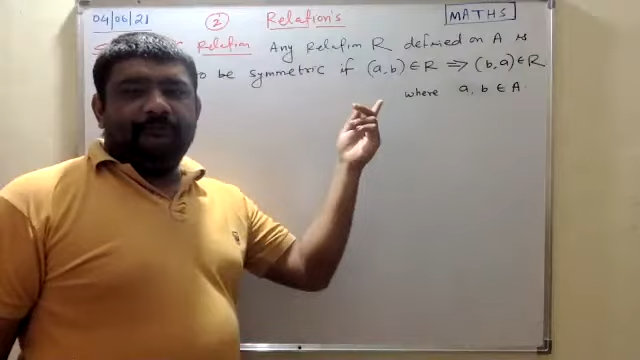 04/06/21 2 Relation's MATHS
Relation Any relation R defined on A is
to be symmetric if (a, b) ∈ R ⇒ (b, a) ∈ R
where a, b ∈ A.